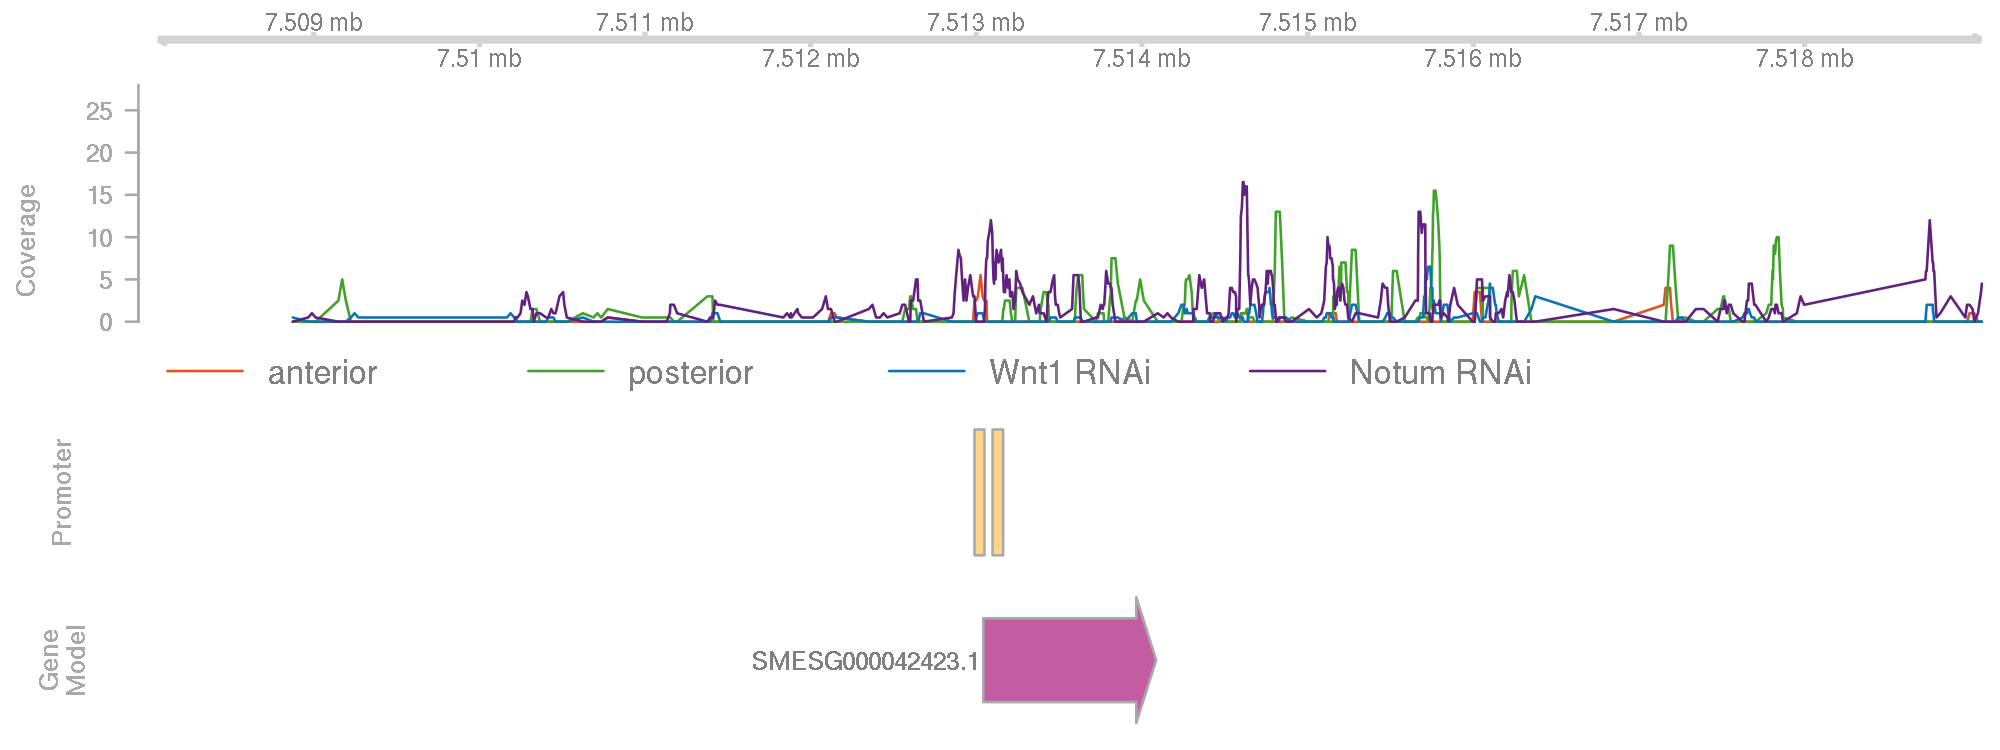 7.509 mb 7.511 mb 7.513 mb 7.515 mb 7.517 mb
7.51 mb 7.512 mb 7.514 mb 7.516 mb 7.518 mb
Coverage
25
20
15
10
5
0
anterior posterior Wnt1 RNAi Notum RNAi
Promoter
Gene
Model
SMESG000042423.1